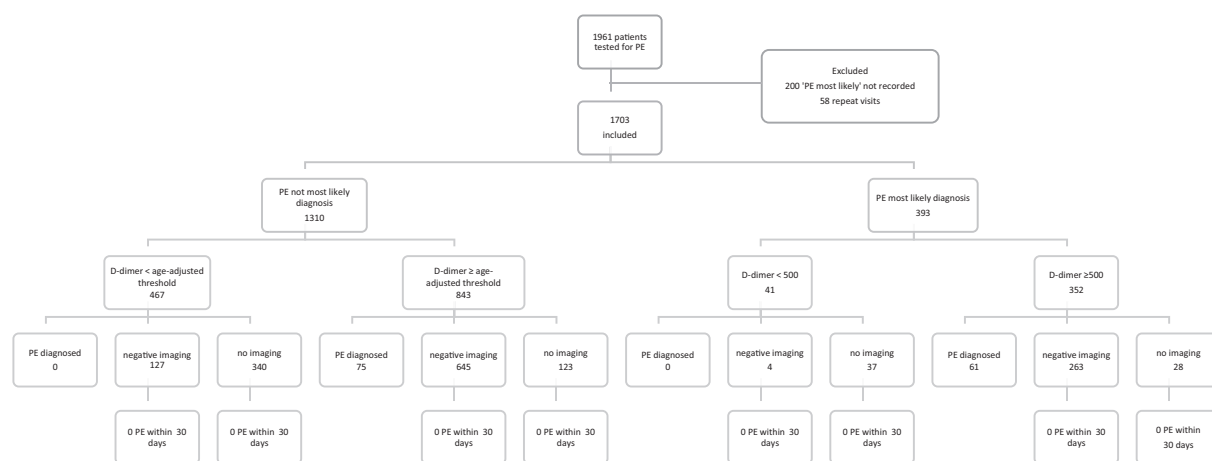 1961 patients
tested for PE
Excluded
200 'PE most likely' not recorded
58 repeat visits
1703
included
PE not most likely
diagnosis
1310
PE most likely diagnosis
393
D-dimer < age-adjusted
threshold
467
D-dimer ≥ age-
adjusted threshold
843
D-dimer < 500
41
D-dimer ≥500
352
PE diagnosed
0
negative imaging
127
no imaging
340
PE diagnosed
75
negative imaging
645
no imaging
123
PE diagnosed
0
negative imaging
4
no imaging
37
PE diagnosed
61
negative imaging
263
no imaging
28
0 PE within 30
days
0 PE within 30
days
0 PE within 30
days
0 PE within 30
days
0 PE within 30
days
0 PE within 30
days
0 PE within 30
days
0 PE within
30 days